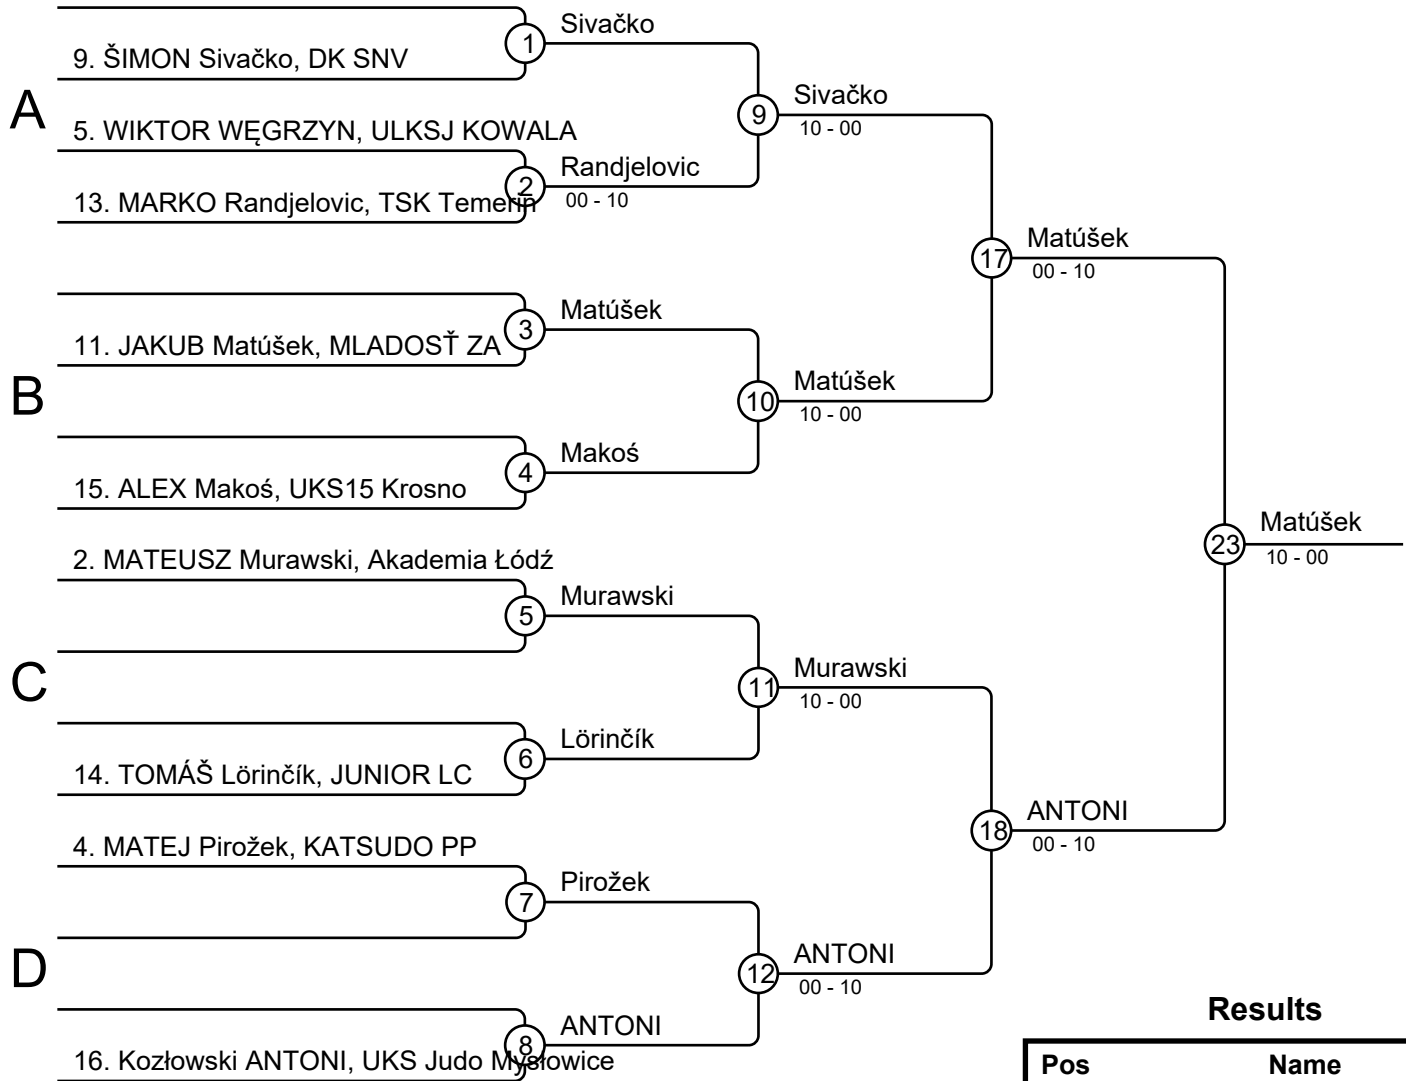 Sivačko
1
9. ŠIMON Sivačko, DK SNV
A
Sivačko
9
10 - 00
5. WIKTOR WĘGRZYN, ULKSJ KOWALA
Randjelovic
2
00 - 10
13. MARKO Randjelovic, TSK Temerin
Matúšek
17
00 - 10
Matúšek
3
11. JAKUB Matúšek, MLADOSŤ ZA
B
Matúšek
10
10 - 00
Makoś
4
15. ALEX Makoś, UKS15 Krosno
Matúšek
23
10 - 00
2. MATEUSZ Murawski, Akademia Łódź
Murawski
5
C
Murawski
11
10 - 00
Lörinčík
6
14. TOMÁŠ Lörinčík, JUNIOR LC
ANTONI
18
00 - 10
4. MATEJ Pirožek, KATSUDO PP
Pirožek
7
D
ANTONI
12
00 - 10
ANTONI
8
16. Kozłowski ANTONI, UKS Judo Mysłowice
Results
Pos Name